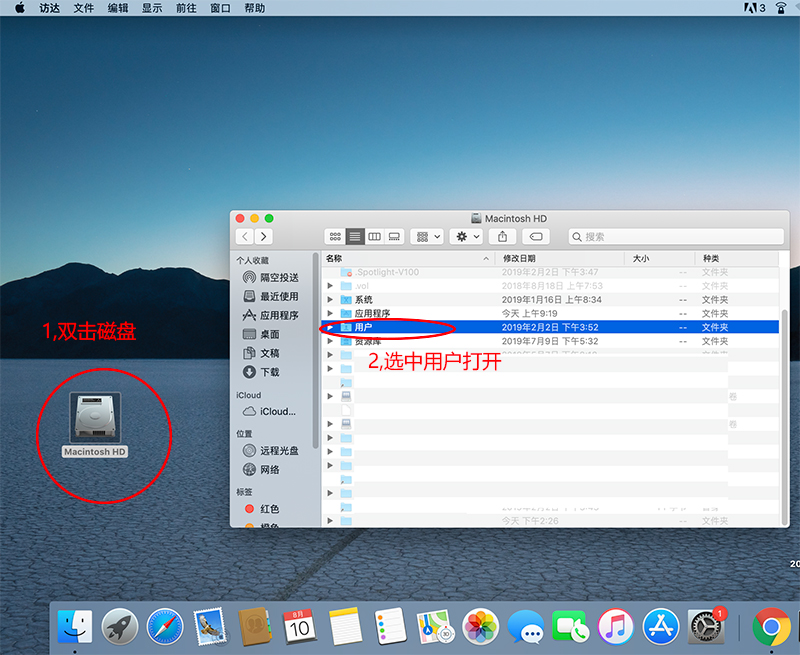 访达 文件 编辑 显示 前往 窗口 帮助 3
Macintosh HD
搜索
个人收藏
隔空投送
最近使用
应用程序
桌面
文稿
下载
iCloud
iCloud...
位置
远程光盘
网络
标签
红色
橙色
名称 修改日期 大小 种类
.Spotlight-V100 2019年2月2日 下午3:47 -- 文件夹
.vol 2018年8月18日 上午7:53 -- 文件夹
系统 2019年1月16日 上午8:34 -- 文件夹
应用程序 今天 上午9:19 -- 文件夹
用户 2019年2月2日 下午3:52 -- 文件夹
资源库 2019年7月9日 下午5:32 -- 文件夹
卷
卷
今天 下午2:26 -- 文件夹
1,双击磁盘
2,选中用户打开
Macintosh HD
20
8月
10
1